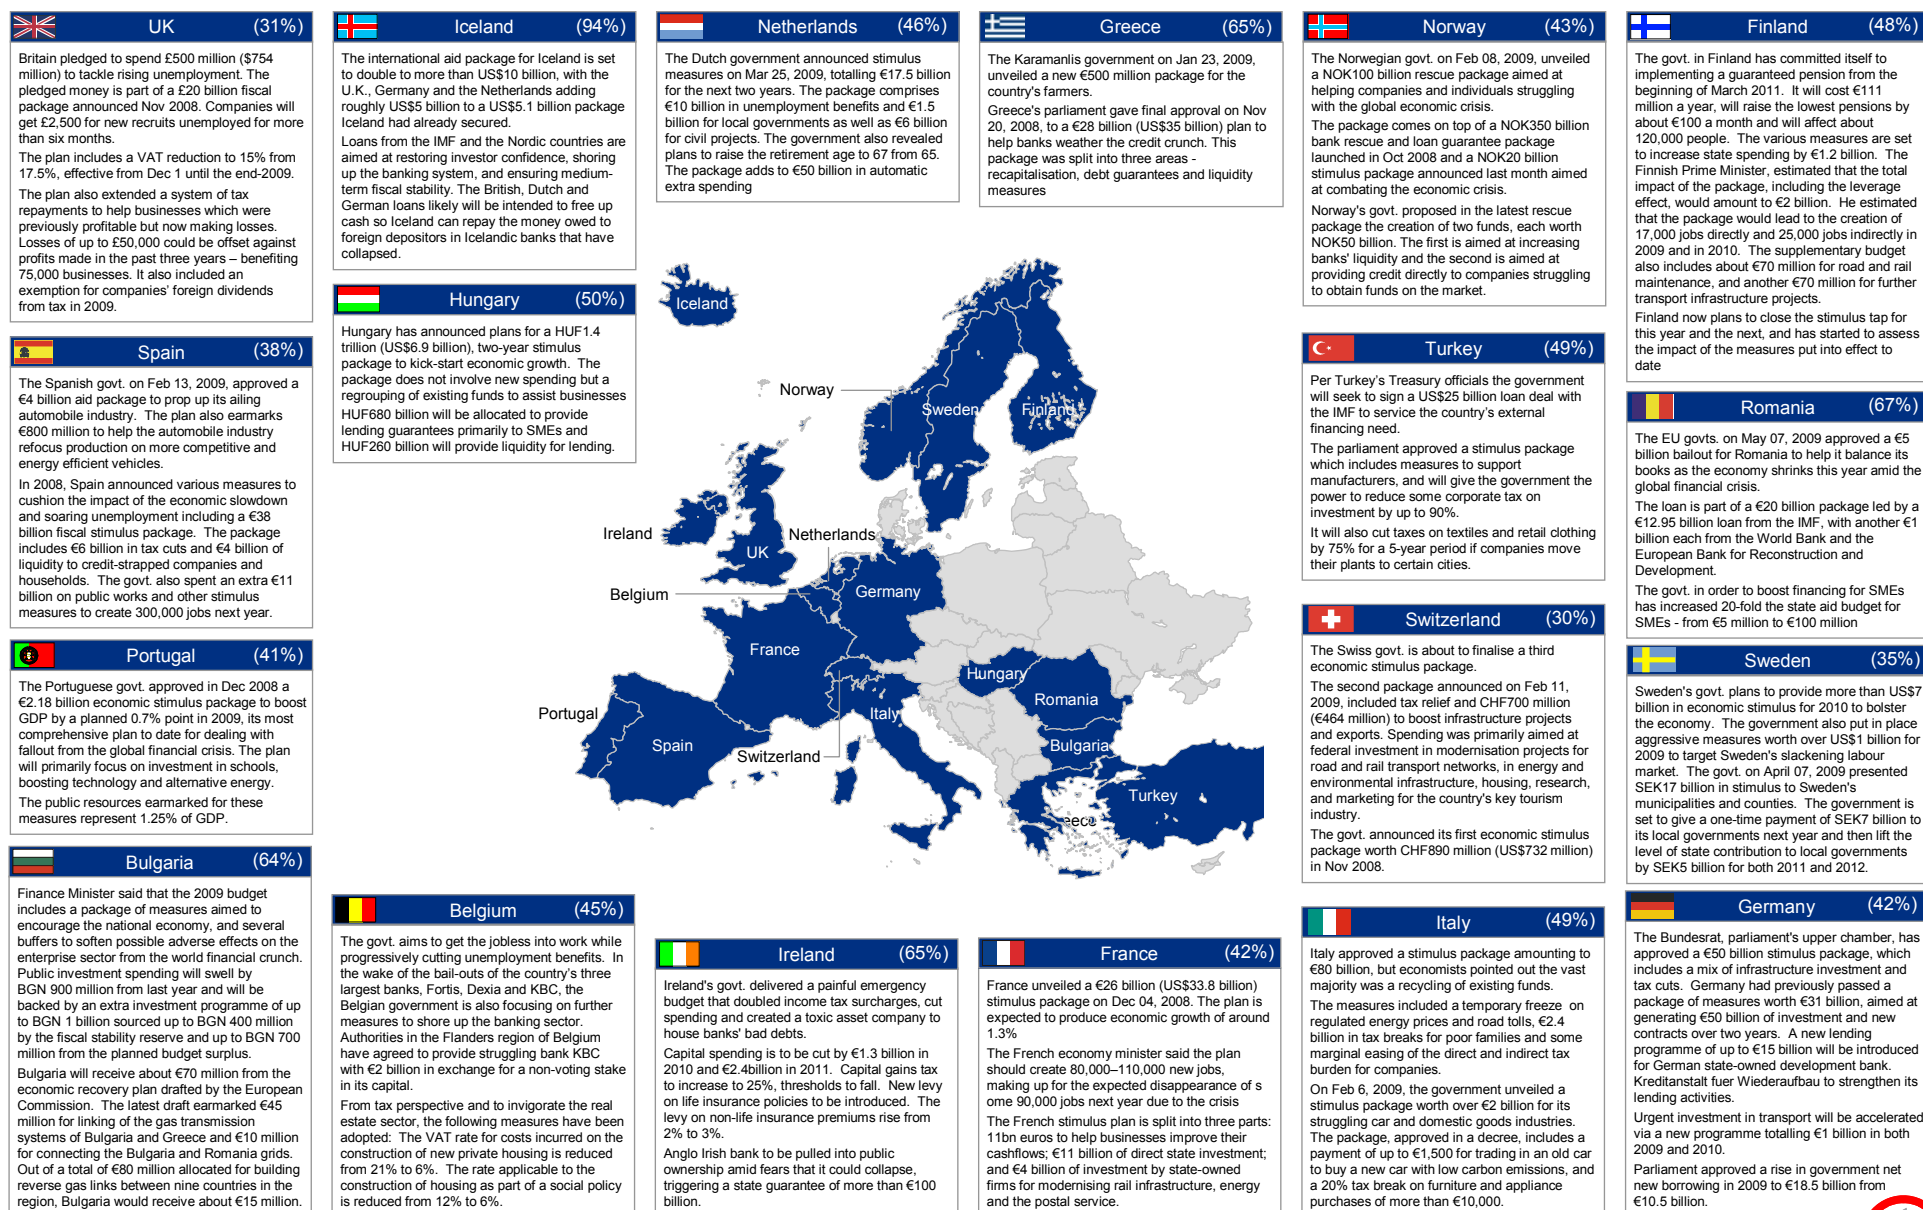 UK (31%)
Britain pledged to spend £500 million ($754
million) to tackle rising unemployment. The
pledged money is part of a £20 billion fiscal
package announced Nov 2008. Companies will
get £2,500 for new recruits unemployed for more
than six months.
The plan includes a VAT reduction to 15% from
17.5%, effective from Dec 1 until the end-2009.
The plan also extended a system of tax
repayments to help businesses which were
previously profitable but now making losses.
Losses of up to £50,000 could be offset against
profits made in the past three years – benefiting
75,000 businesses. It also included an
exemption for companies' foreign dividends
from tax in 2009.
Spain (38%)
The Spanish govt. on Feb 13, 2009, approved a
€4 billion aid package to prop up its ailing
automobile industry. The plan also earmarks
€800 million to help the automobile industry
refocus production on more competitive and
energy efficient vehicles.
In 2008, Spain announced various measures to
cushion the impact of the economic slowdown
and soaring unemployment including a €38
billion fiscal stimulus package. The package
includes €6 billion in tax cuts and €4 billion of
liquidity to credit-strapped companies and
households. The govt. also spent an extra €11
billion on public works and other stimulus
measures to create 300,000 jobs next year.
Portugal (41%)
The Portuguese govt. approved in Dec 2008 a
€2.18 billion economic stimulus package to boost
GDP by a planned 0.7% point in 2009, its most
comprehensive plan to date for dealing with
fallout from the global financial crisis. The plan
will primarily focus on investment in schools,
boosting technology and alternative energy.
The public resources earmarked for these
measures represent 1.25% of GDP.
Bulgaria (64%)
Finance Minister said that the 2009 budget
includes a package of measures aimed to
encourage the national economy, and several
buffers to soften possible adverse effects on the
enterprise sector from the world financial crunch.
Public investment spending will swell by
BGN 900 million from last year and will be
backed by an extra investment programme of up
to BGN 1 billion sourced up to BGN 400 million
by the fiscal stability reserve and up to BGN 700
million from the planned budget surplus.
Bulgaria will receive about €70 million from the
economic recovery plan drafted by the European
Commission. The latest draft earmarked €45
million for linking of the gas transmission
systems of Bulgaria and Greece and €10 million
for connecting the Bulgaria and Romania grids.
Out of a total of €80 million allocated for building
reverse gas links between nine countries in the
region, Bulgaria would receive about €15 million.
Iceland (94%)
The international aid package for Iceland is set
to double to more than US$10 billion, with the
U.K., Germany and the Netherlands adding
roughly US$5 billion to a US$5.1 billion package
Iceland had already secured.
Loans from the IMF and the Nordic countries are
aimed at restoring investor confidence, shoring
up the banking system, and ensuring medium-
term fiscal stability. The British, Dutch and
German loans likely will be intended to free up
cash so Iceland can repay the money owed to
foreign depositors in Icelandic banks that have
collapsed.
Hungary (50%)
Hungary has announced plans for a HUF1.4
trillion (US$6.9 billion), two-year stimulus
package to kick-start economic growth. The
package does not involve new spending but a
regrouping of existing funds to assist businesses
HUF680 billion will be allocated to provide
lending guarantees primarily to SMEs and
HUF260 billion will provide liquidity for lending.
Belgium (45%)
The govt. aims to get the jobless into work while
progressively cutting unemployment benefits. In
the wake of the bail-outs of the country's three
largest banks, Fortis, Dexia and KBC, the
Belgian government is also focusing on further
measures to shore up the banking sector.
Authorities in the Flanders region of Belgium
have agreed to provide struggling bank KBC
with €2 billion in exchange for a non-voting stake
in its capital.
From tax perspective and to invigorate the real
estate sector, the following measures have been
adopted: The VAT rate for costs incurred on the
construction of new private housing is reduced
from 21% to 6%. The rate applicable to the
construction of housing as part of a social policy
is reduced from 12% to 6%.
Netherlands (46%)
The Dutch government announced stimulus
measures on Mar 25, 2009, totalling €17.5 billion
for the next two years. The package comprises
€10 billion in unemployment benefits and €1.5
billion for local governments as well as €6 billion
for civil projects. The government also revealed
plans to raise the retirement age to 67 from 65.
The package adds to €50 billion in automatic
extra spending
Greece (65%)
The Karamanlis government on Jan 23, 2009,
unveiled a new €500 million package for the
country's farmers.
Greece's parliament gave final approval on Nov
20, 2008, to a €28 billion (US$35 billion) plan to
help banks weather the credit crunch. This
package was split into three areas -
recapitalisation, debt guarantees and liquidity
measures
Iceland
Norway
Sweden
Finland
Ireland
Netherlands
UK
Belgium
Germany
France
Hungary
Romania
Portugal
Italy
Spain
Switzerland
Bulgaria
Turkey
eece
Ireland (65%)
Ireland's govt. delivered a painful emergency
budget that doubled income tax surcharges, cut
spending and created a toxic asset company to
house banks' bad debts.
Capital spending is to be cut by €1.3 billion in
2010 and €2.4billion in 2011. Capital gains tax
to increase to 25%, thresholds to fall. New levy
on life insurance policies to be introduced. The
levy on non-life insurance premiums rise from
2% to 3%.
Anglo Irish bank to be pulled into public
ownership amid fears that it could collapse,
triggering a state guarantee of more than €100
billion.
France (42%)
France unveiled a €26 billion (US$33.8 billion)
stimulus package on Dec 04, 2008. The plan is
expected to produce economic growth of around
1.3%
The French economy minister said the plan
should create 80,000–110,000 new jobs,
making up for the expected disappearance of s
ome 90,000 jobs next year due to the crisis
The French stimulus plan is split into three parts:
11bn euros to help businesses improve their
cashflows; €11 billion of direct state investment;
and €4 billion of investment by state-owned
firms for modernising rail infrastructure, energy
and the postal service.
Norway (43%)
The Norwegian govt. on Feb 08, 2009, unveiled
a NOK100 billion rescue package aimed at
helping companies and individuals struggling
with the global economic crisis.
The package comes on top of a NOK350 billion
bank rescue and loan guarantee package
launched in Oct 2008 and a NOK20 billion
stimulus package announced last month aimed
at combating the economic crisis.
Norway's govt. proposed in the latest rescue
package the creation of two funds, each worth
NOK50 billion. The first is aimed at increasing
banks' liquidity and the second is aimed at
providing credit directly to companies struggling
to obtain funds on the market.
Turkey (49%)
Per Turkey's Treasury officials the government
will seek to sign a US$25 billion loan deal with
the IMF to service the country's external
financing need.
The parliament approved a stimulus package
which includes measures to support
manufacturers, and will give the government the
power to reduce some corporate tax on
investment by up to 90%.
It will also cut taxes on textiles and retail clothing
by 75% for a 5-year period if companies move
their plants to certain cities.
Switzerland (30%)
The Swiss govt. is about to finalise a third
economic stimulus package.
The second package announced on Feb 11,
2009, included tax relief and CHF700 million
(€464 million) to boost infrastructure projects
and exports. Spending was primarily aimed at
federal investment in modernisation projects for
road and rail transport networks, in energy and
environmental infrastructure, housing, research,
and marketing for the country's key tourism
industry.
The govt. announced its first economic stimulus
package worth CHF890 million (US$732 million)
in Nov 2008.
Italy (49%)
Italy approved a stimulus package amounting to
€80 billion, but economists pointed out the vast
majority was a recycling of existing funds.
The measures included a temporary freeze on
regulated energy prices and road tolls, €2.4
billion in tax breaks for poor families and some
marginal easing of the direct and indirect tax
burden for companies.
On Feb 6, 2009, the government unveiled a
stimulus package worth over €2 billion for its
struggling car and domestic goods industries.
The package, approved in a decree, includes a
payment of up to €1,500 for trading in an old car
to buy a new car with low carbon emissions, and
a 20% tax break on furniture and appliance
purchases of more than €10,000.
Finland (48%)
The govt. in Finland has committed itself to
implementing a guaranteed pension from the
beginning of March 2011. It will cost €111
million a year, will raise the lowest pensions by
about €100 a month and will affect about
120,000 people. The various measures are set
to increase state spending by €1.2 billion. The
Finnish Prime Minister, estimated that the total
impact of the package, including the leverage
effect, would amount to €2 billion. He estimated
that the package would lead to the creation of
17,000 jobs directly and 25,000 jobs indirectly in
2009 and in 2010. The supplementary budget
also includes about €70 million for road and rail
maintenance, and another €70 million for further
transport infrastructure projects.
Finland now plans to close the stimulus tap for
this year and the next, and has started to assess
the impact of the measures put into effect to
date
Romania (67%)
The EU govts. on May 07, 2009 approved a €5
billion bailout for Romania to help it balance its
books as the economy shrinks this year amid the
global financial crisis.
The loan is part of a €20 billion package led by a
€12.95 billion loan from the IMF, with another €1
billion each from the World Bank and the
European Bank for Reconstruction and
Development.
The govt. in order to boost financing for SMEs
has increased 20-fold the state aid budget for
SMEs - from €5 million to €100 million
Sweden (35%)
Sweden's govt. plans to provide more than US$7
billion in economic stimulus for 2010 to bolster
the economy. The government also put in place
aggressive measures worth over US$1 billion for
2009 to target Sweden's slackening labour
market. The govt. on April 07, 2009 presented
SEK17 billion in stimulus to Sweden's
municipalities and counties. The government is
set to give a one-time payment of SEK7 billion to
its local governments next year and then lift the
level of state contribution to local governments
by SEK5 billion for both 2011 and 2012.
Germany (42%)
The Bundesrat, parliament's upper chamber, has
approved a €50 billion stimulus package, which
includes a mix of infrastructure investment and
tax cuts. Germany had previously passed a
package of measures worth €31 billion, aimed at
generating €50 billion of investment and new
contracts over two years. A new lending
programme of up to €15 billion will be introduced
for German state-owned development bank.
Kreditanstalt fuer Wiederaufbau to strengthen its
lending activities.
Urgent investment in transport will be accelerated
via a new programme totalling €1 billion in both
2009 and 2010.
Parliament approved a rise in government net
new borrowing in 2009 to €18.5 billion from
€10.5 billion.